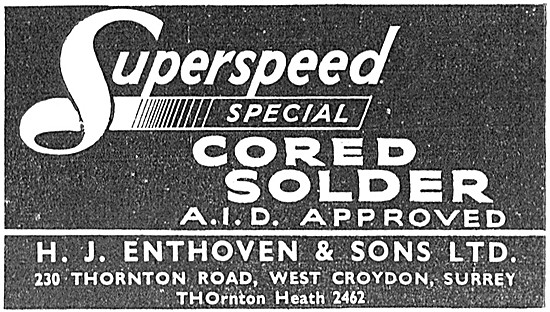 Superspeed
SPECIAL
CORED
SOLDER
A.I.D. APPROVED
H. J. ENTHOVEN & SONS LTD.
230 THORNTON ROAD, WEST CROYDON, SURREY
THOrnton Heath 2462